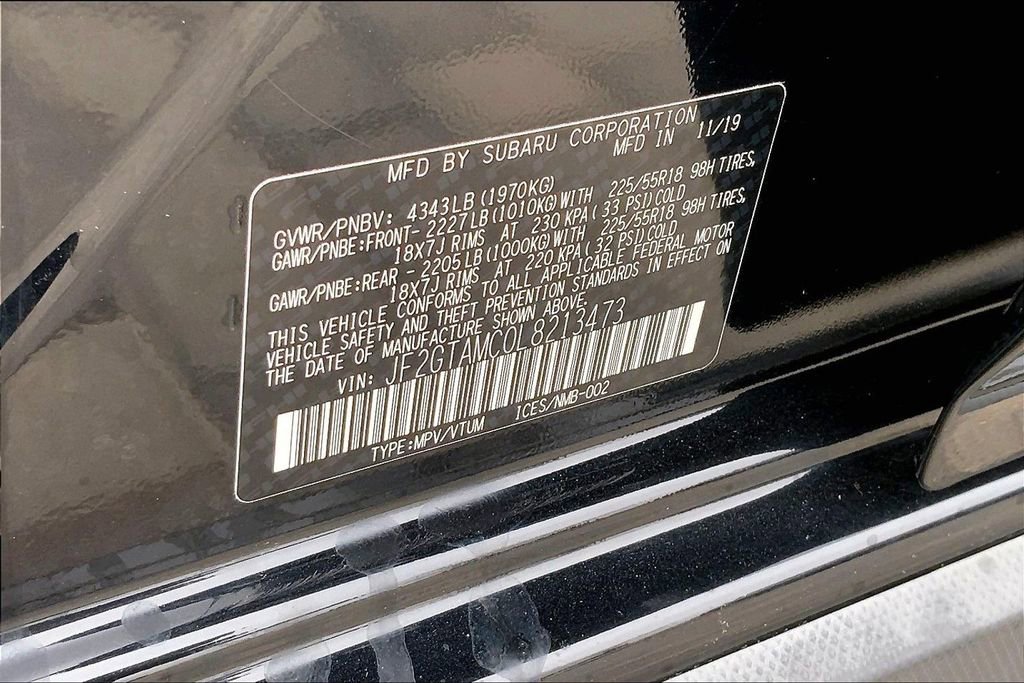 MFD BY SUBARU CORPORATION
MFD IN 11/19
GVWR/PNBV: 4343LB (1970KG)
GAWR/PNBE:FRONT-2227LB(1010KG)WITH 225/55R18 98H TIRES,
18X7J RIMS AT 230 KPA( 33 PSI)COLD
GAWR/PNBE:REAR -2205LB(1000KG)WITH 225/55R18 98H TIRES,
18X7J RIMS AT 220 KPA( 32 PSI)COLD
THIS VEHICLE CONFORMS TO ALL APPLICABLE FEDERAL MOTOR
VEHICLE SAFETY AND THEFT PREVENTION STANDARDS IN EFFECT ON
THE DATE OF MANUFACTURE SHOWN ABOVE.
VIN: JF2GTAMC0L8213473
TYPE:MPV/VTUM ICES/NMB-002